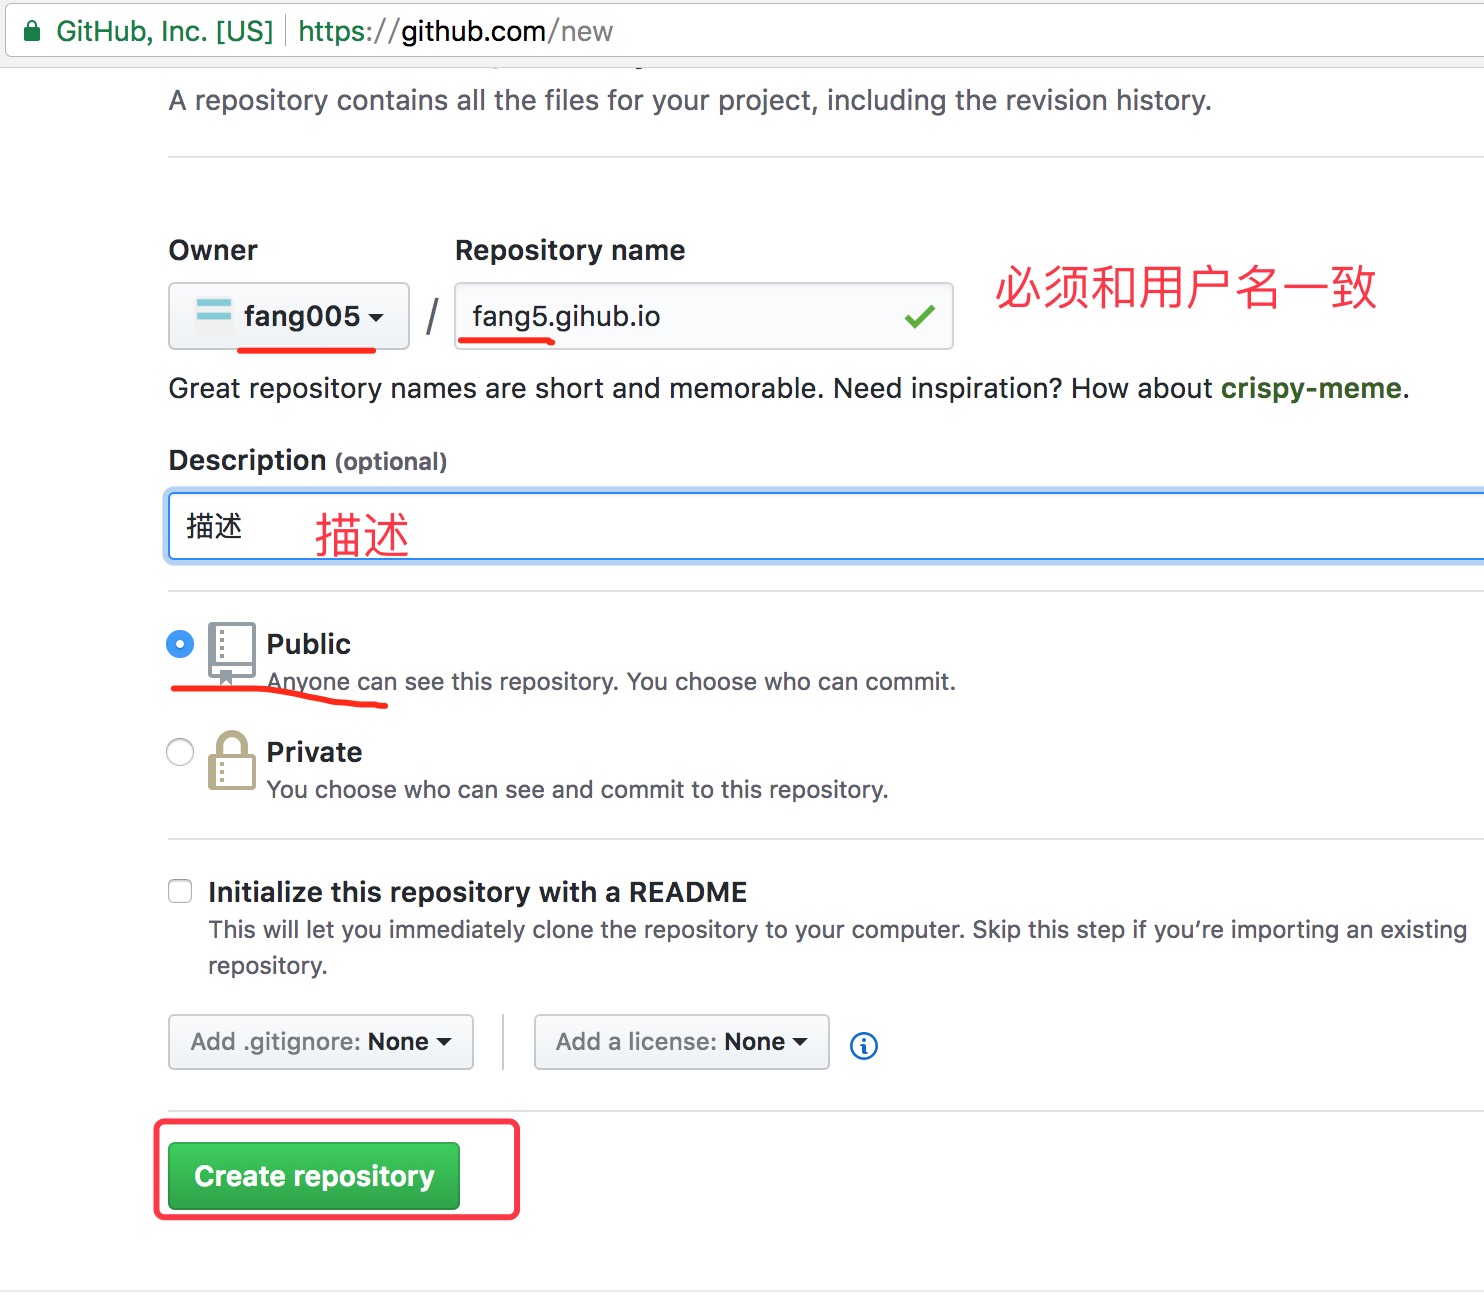 GitHub, Inc. [US] https://github.com/new
A repository contains all the files for your project, including the revision history.
Owner Repository name
必须和用户名一致
fang005 / fang5.gihub.io
Great repository names are short and memorable. Need inspiration? How about crispy-meme.
Description (optional)
描述 描述
Public
Anyone can see this repository. You choose who can commit.
Private
You choose who can see and commit to this repository.
Initialize this repository with a README
This will let you immediately clone the repository to your computer. Skip this step if you're importing an existing
repository.
Add .gitignore: None Add a license: None
Create repository